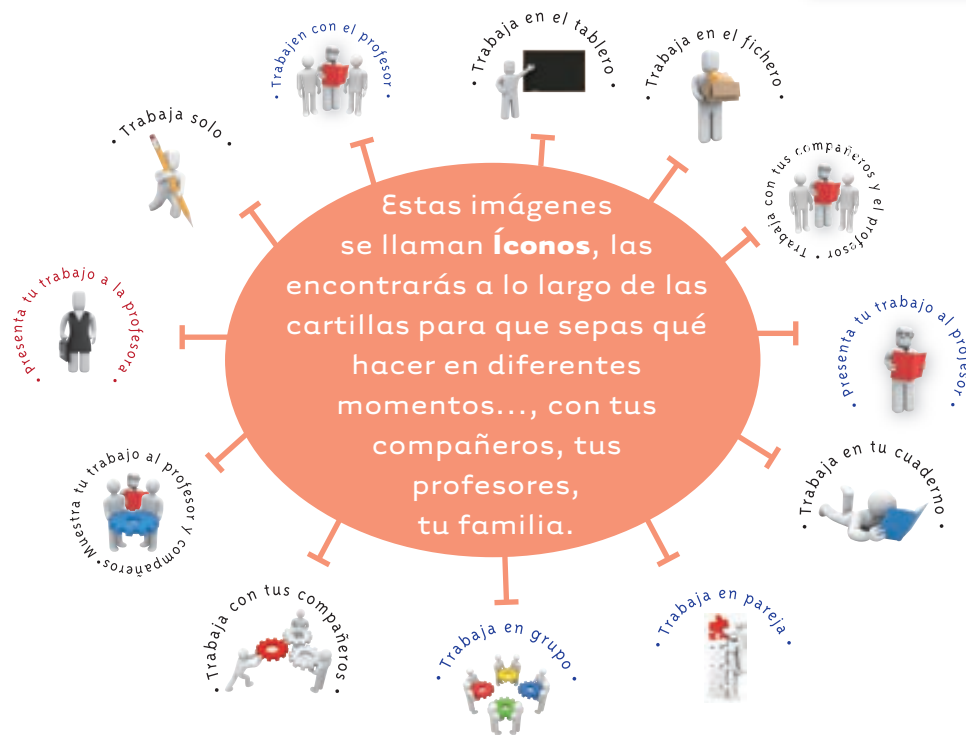 • Trabajen con el profesor •
• Trabaja en el tablero •
• Trabaja en el fichero •
• Trabaja solo •
• Trabaja con tus compañeros y el profesor
• Presenta tu trabajo a la profesora •
Estas imágenes
se llaman Íconos, las
encontrarás a lo largo de las
cartillas para que sepas qué
hacer en diferentes
momentos..., con tus
compañeros, tus
profesores,
tu familia.
• Presenta tu trabajo al profesor •
• Muestra tu trabajo al profesor y compañeros
• Trabaja en tu cuaderno •
• Trabaja con tus compañeros •
• Trabaja en grupo •
• Trabaja en pareja •